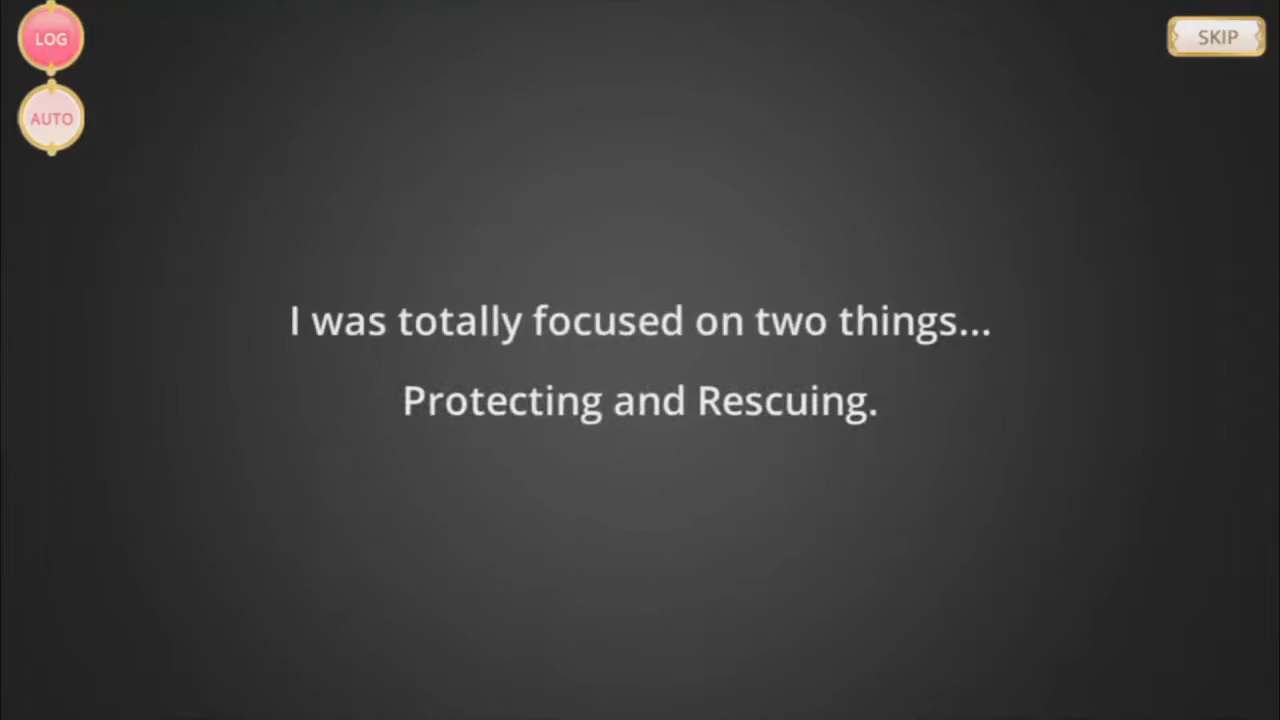 LOG
SKIP
AUTO
I was totally focused on two things...
Protecting and Rescuing.